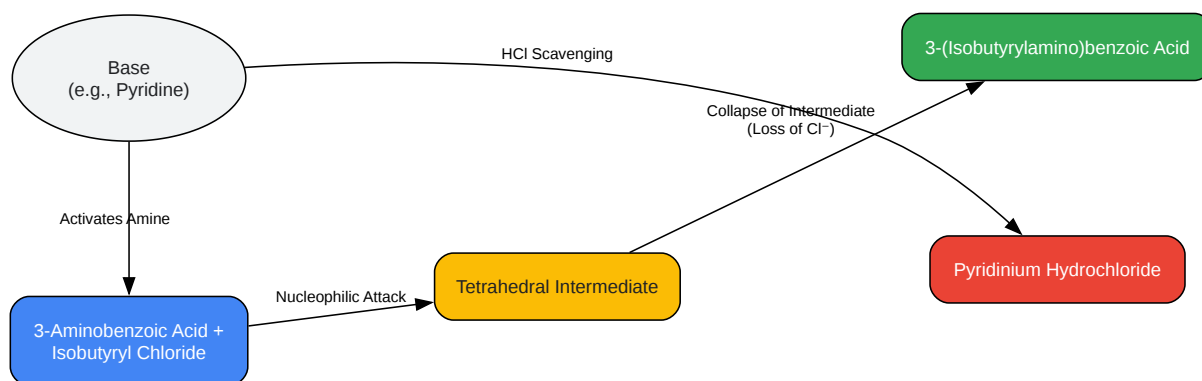 Base
(e.g., Pyridine)
HCl Scavenging
3-(Isobutyrylamino)benzoic Acid
Collapse of Intermediate
(Loss of Cl⁻)
Activates Amine
Pyridinium Hydrochloride
Tetrahedral Intermediate
Nucleophilic Attack
3-Aminobenzoic Acid +
Isobutyryl Chloride